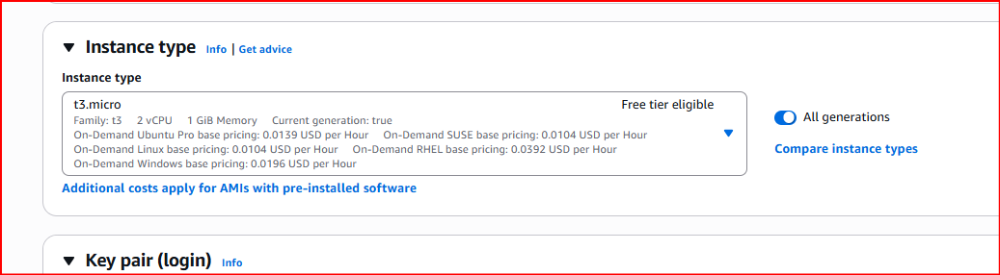 Instance type Info | Get advice
Instance type
t3.micro Free tier eligible
Family: t3 2 vCPU 1 GiB Memory Current generation: true
On-Demand Ubuntu Pro base pricing: 0.0139 USD per Hour On-Demand SUSE base pricing: 0.0104 USD per Hour
On-Demand Linux base pricing: 0.0104 USD per Hour On-Demand RHEL base pricing: 0.0392 USD per Hour
On-Demand Windows base pricing: 0.0196 USD per Hour
All generations
Compare instance types
Additional costs apply for AMIs with pre-installed software
Key pair (login) Info